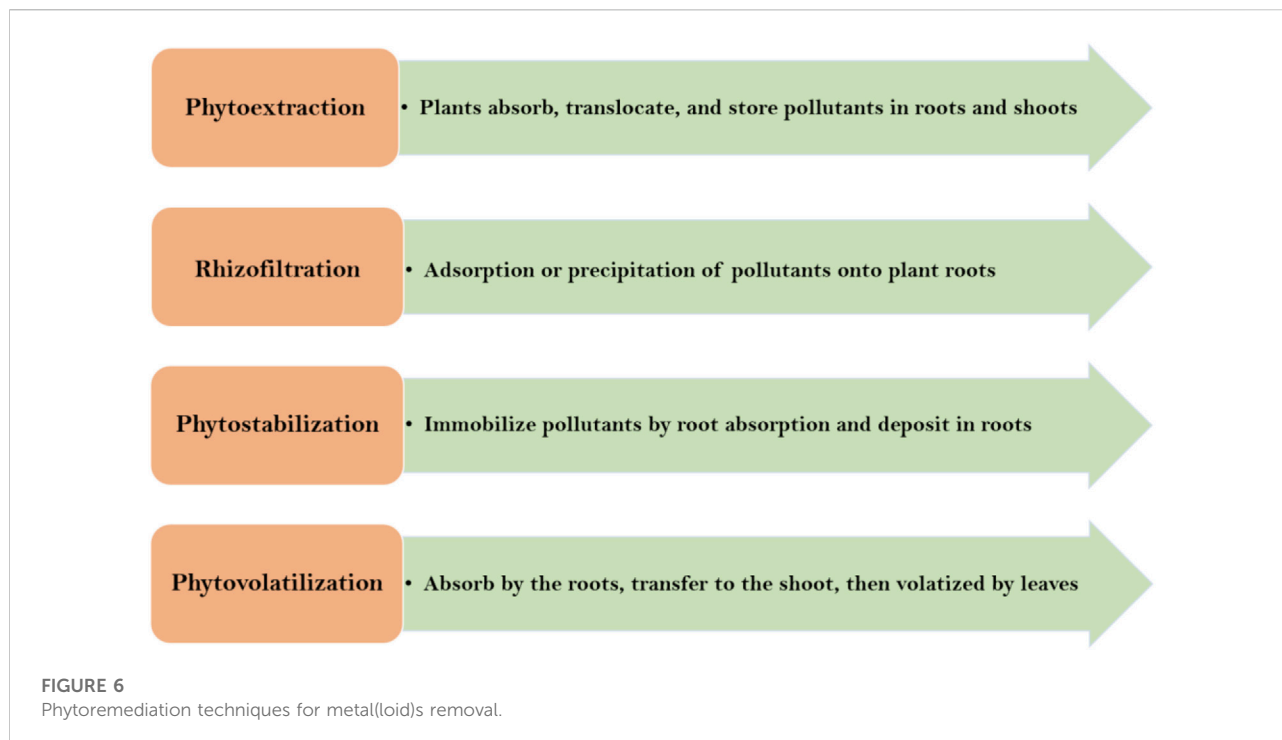 Phytoextraction
• Plants absorb, translocate, and store pollutants in roots and shoots
Rhizofiltration
• Adsorption or precipitation of pollutants onto plant roots
Phytostabilization
• Immobilize pollutants by root absorption and deposit in roots
Phytovolatilization
• Absorb by the roots, transfer to the shoot, then volatized by leaves
FIGURE 6
Phytoremediation techniques for metal(loid)s removal.